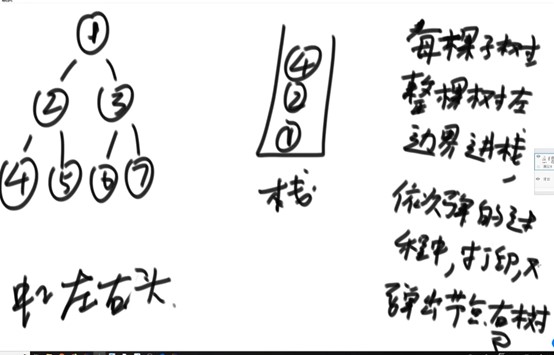 ①
② ③
④ ⑤ ⑥ ⑦
④
②
①
栈
每棵子树
整棵树左
边界进栈,
依次弹的过
程中,打印,
弹出节点右树
左右头